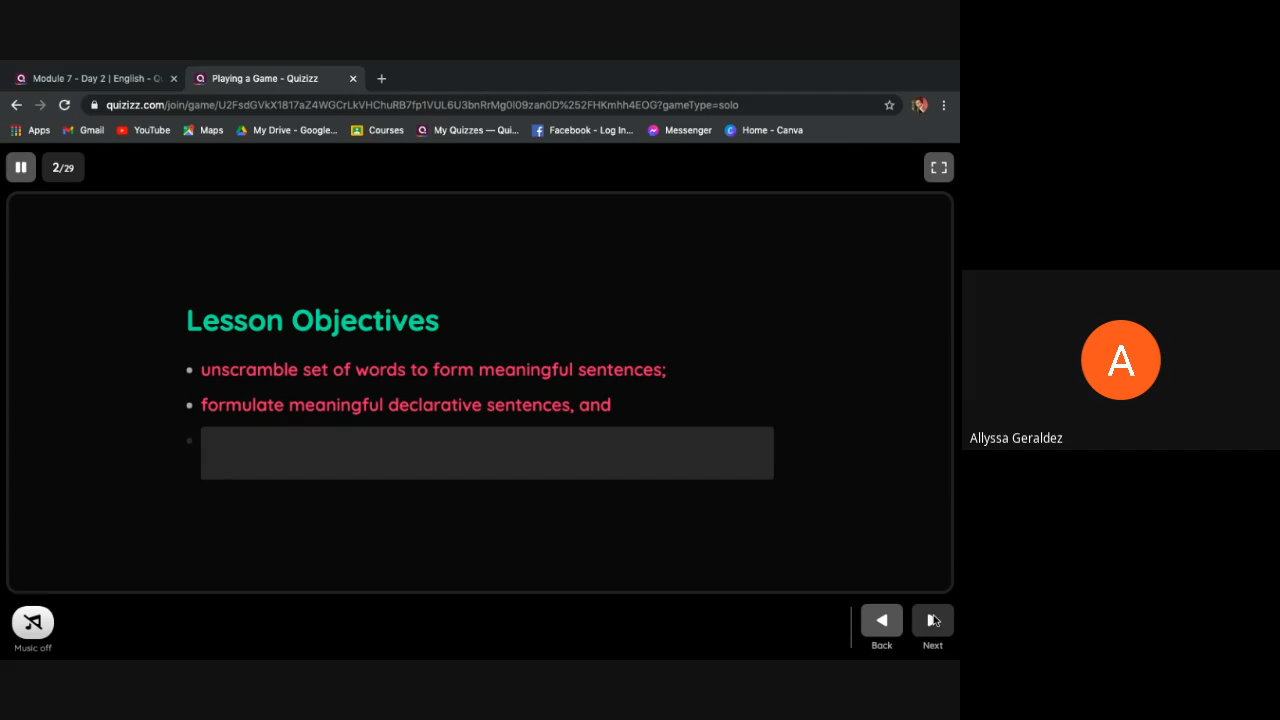 Module 7 - Day 2 | English - Q
Playing a Game - Quizizz
quizizz.com/join/game/U2FsdGVkX1817aZ4WGCrLkVHChuRB7fp1VUL6U3bnRrMg0l09zan0D%252FHKmhh4EOG?gameType=solo
Apps Gmail YouTube Maps My Drive - Google... Courses My Quizzes — Qui... Facebook - Log In... Messenger Home - Canva
2/29
Lesson Objectives
unscramble set of words to form meaningful sentences;
formulate meaningful declarative sentences, and
A
Allyssa Geraldez
Music off
Back
Next